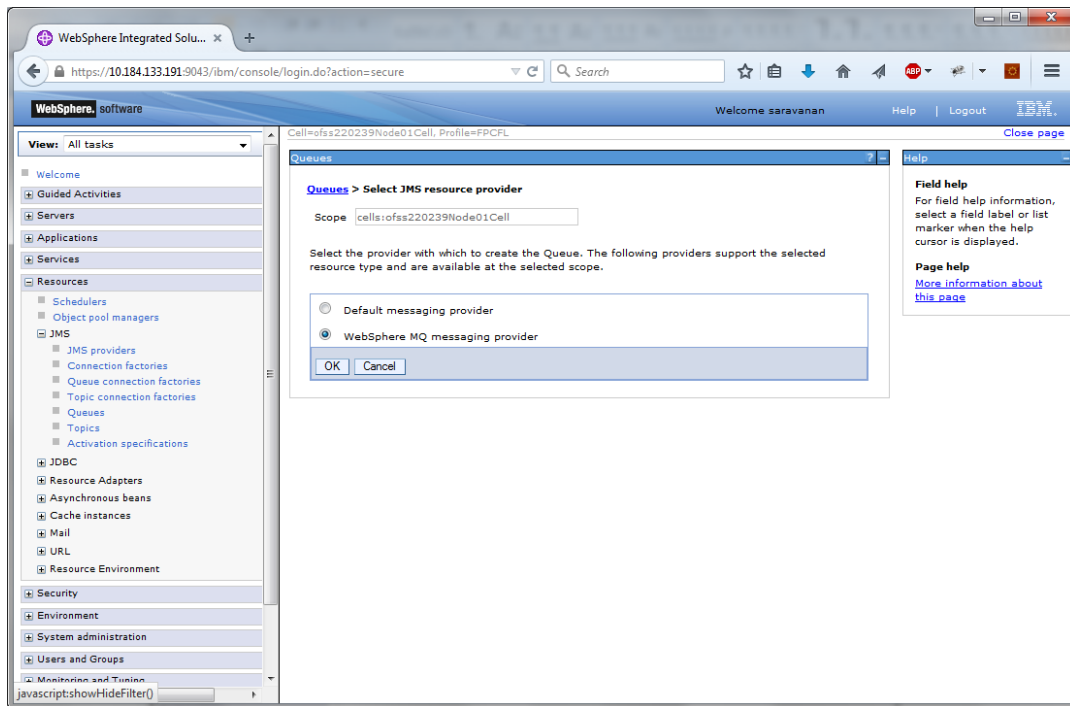 WebSphere Integrated Solu... × +
https://10.184.133.191:9043/ibm/console/login.do?action=secure
Search
ABP
WebSphere. software
Welcome saravanan
Help | Logout
IBM.
View: All tasks
Welcome
Guided Activities
Servers
Applications
Services
Resources
Schedulers
Object pool managers
JMS
JMS providers
Connection factories
Queue connection factories
Topic connection factories
Queues
Topics
Activation specifications
JDBC
Resource Adapters
Asynchronous beans
Cache instances
Mail
URL
Resource Environment
Security
Environment
System administration
Users and Groups
Monitoring and Tuning
javascript:showHideFilter()
Cell=ofss220239Node01Cell, Profile=FPCFL
Close page
Queues ? -
Queues > Select JMS resource provider
Scope cells:ofss220239Node01Cell
Select the provider with which to create the Queue. The following providers support the selected
resource type and are available at the selected scope.
Default messaging provider
WebSphere MQ messaging provider
OK Cancel
Help -
Field help
For field help information,
select a field label or list
marker when the help
cursor is displayed.
Page help
More information about
this page